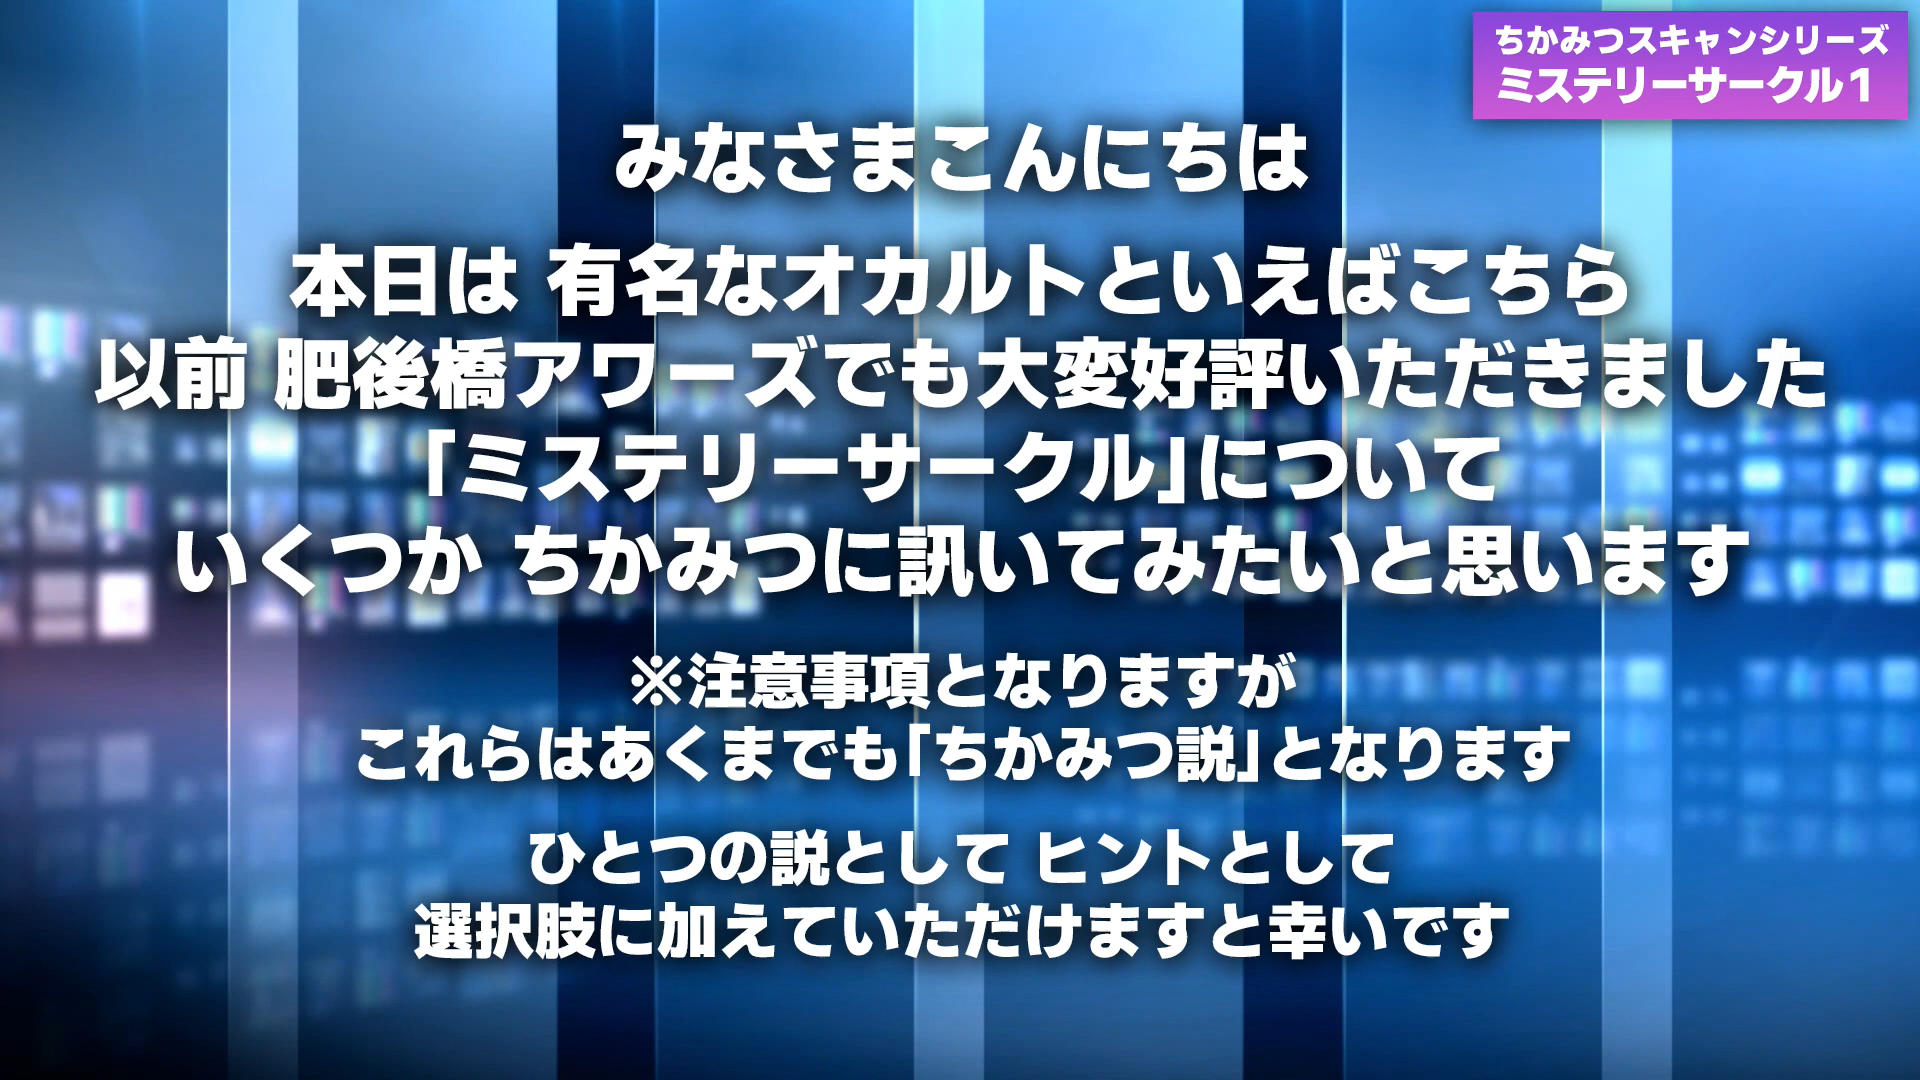 ちかみつスキャンシリーズ
ミステリーサークル1
みなさまこんにちは
本日は 有名なオカルトといえばこちら
以前 肥後橋アワーズでも大変好評いただきました
「ミステリーサークル」について
いくつか ちかみつに訊いてみたいと思います
※注意事項となりますが
これらはあくまでも「ちかみつ説」となります
ひとつの説として ヒントとして
選択肢に加えていただけますと幸いです